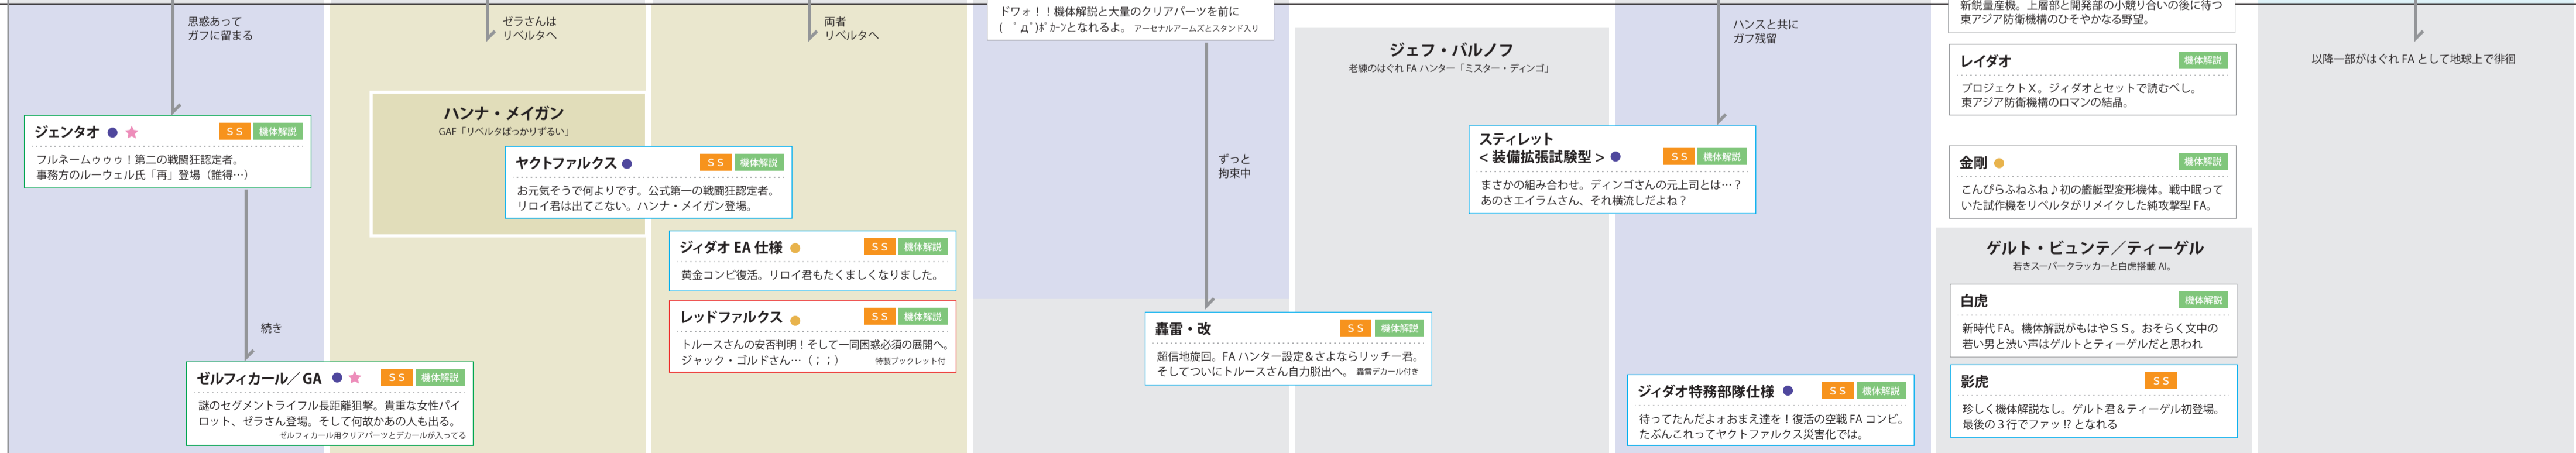 思惑あって
ガフに留まる
ジェンタオ
ＳＳ
機体解説
フルネームゥゥゥ！第二の戦闘狂認定者。
事務方のルーウェル氏「再」登場（誰得…）
続き
ゼルフィカール／GA
ＳＳ
機体解説
謎のセグメントライフル長距離狙撃。貴重な女性パイ
ロット、ゼラさん登場。そして何故かあの人も出る。
ゼルフィカール用クリアパーツとデカールが入ってる
ゼラさんは
リベルタへ
ハンナ・メイガン
GAF「リベルタばっかりずるい」
ヤクトファルクス
ＳＳ
機体解説
お元気そうで何よりです。公式第一の戦闘狂認定者。
リロイ君は出てこない。ハンナ・メイガン登場。
両者
リベルタへ
ジィダオ EA 仕様
ＳＳ
機体解説
黄金コンビ復活。リロイ君もたくましくなりました。
レッドファルクス
ＳＳ
機体解説
トルースさんの安否判明！そして一同困惑必須の展開へ。
ジャック・ゴルドさん…（；；）
特製ブックレット付
ドワォ！！機体解説と大量のクリアパーツを前に
(　ﾟдﾟ)ﾎﾟｶｰﾝとなれるよ。 アーセナルアームズとスタンド入り
ずっと
拘束中
轟雷・改
ＳＳ
機体解説
超信地旋回。FA ハンター設定＆さよならリッチー君。
そしてついにトルースさん自力脱出へ。 轟雷デカール付き
ジェフ・バルノフ
老練のはぐれ FA ハンター「ミスター・ディンゴ」
スティレット
< 装備拡張試験型 >
ＳＳ
機体解説
まさかの組み合わせ。ディンゴさんの元上司とは…？
あのさエイラムさん、それ横流しだよね？
ハンスと共に
ガフ残留
ジィダオ特務部隊仕様
ＳＳ
機体解説
待ってたんだよォおまえ達を！復活の空戦 FA コンビ。
たぶんこれってヤクトファルクス災害化では。
新鋭量産機。上層部と開発部の小競り合いの後に待つ
東アジア防衛機構のひそやかなる野望。
レイダオ
機体解説
プロジェクトＸ。ジィダオとセットで読むべし。
東アジア防衛機構のロマンの結晶。
金剛
機体解説
こんぴらふねふね♪初の艦艇型変形機体。戦中眠って
いた試作機をリベルタがリメイクした純攻撃型 FA。
ゲルト・ビュンテ／ティーゲル
若きスーパークラッカーと白虎搭載 AI。
白虎
機体解説
新時代 FA。機体解説がもはやＳＳ。おそらく文中の
若い男と渋い声はゲルトとティーゲルだと思われ
影虎
ＳＳ
珍しく機体解説なし。ゲルト君＆ティーゲル初登場。
最後の３行でファッ !? となれる
以降一部がはぐれ FA として地球上で徘徊